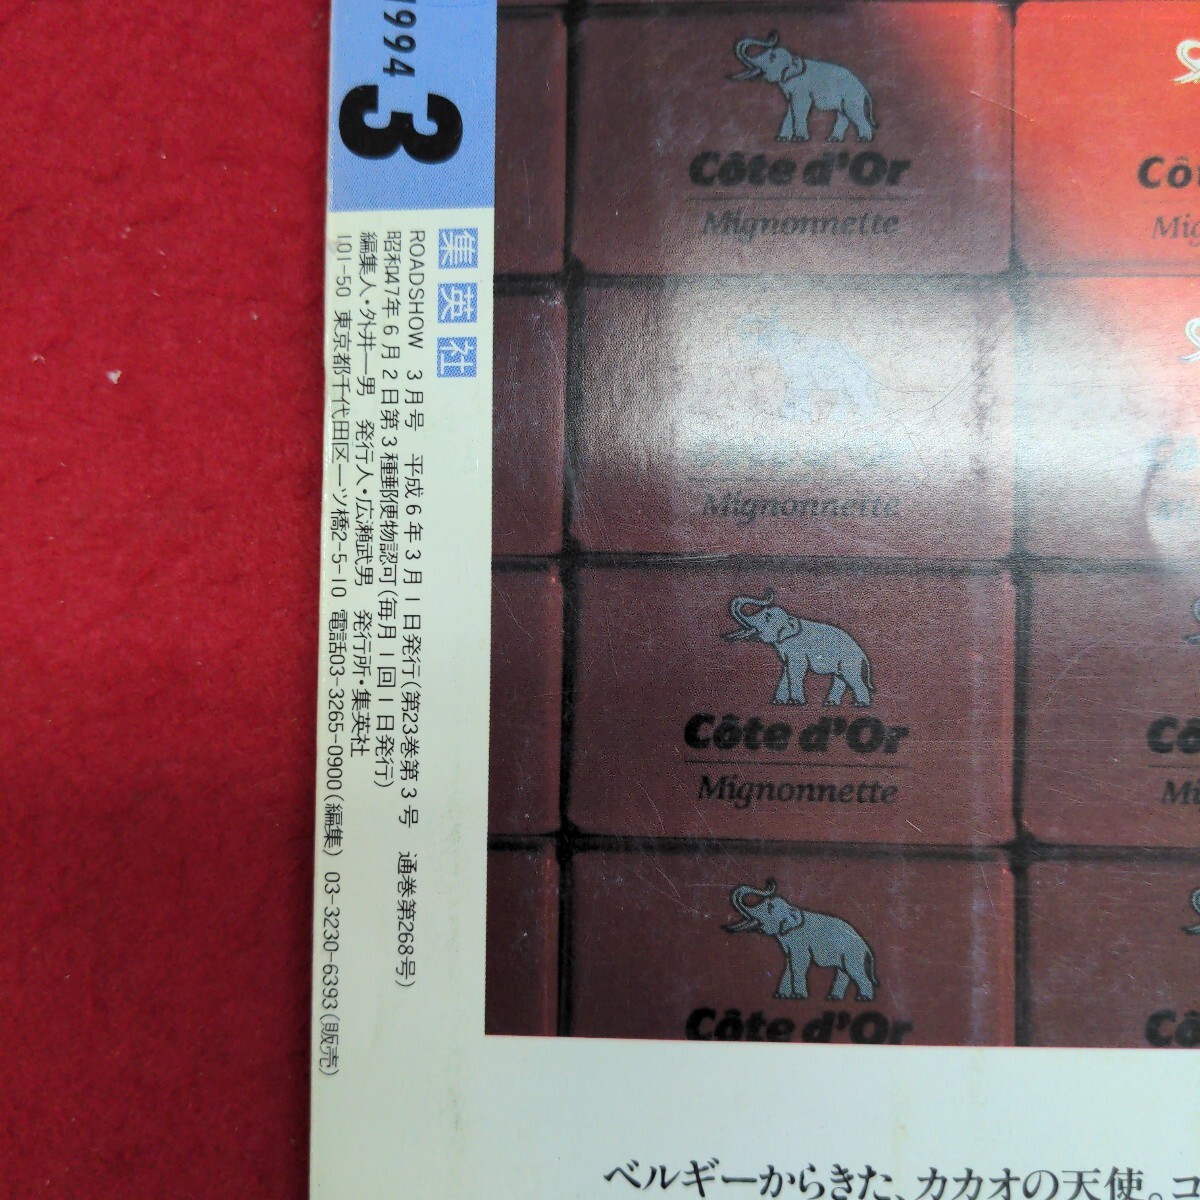 1994
3
集英社
ROADSHOW 3月号 平成6年3月1日発行(第23巻第3号 通巻第268号)
昭和47年6月2日第3種郵便物認可(毎月1回1日発行)
編集人・外井一男 発行人・広瀬武男 発行所・集英社
101-50 東京都千代田区一ツ橋2-5-10 電話03-3265-0900(編集) 03-3230-6393(販売)
Côte d'Or
Mignonnette
Cô
Mig
Mignonnette
Côte d'Or
Mignonnette
Cô
Mi
Côte d'Or
Cô
ベルギーからきた、カカオの天使。コ